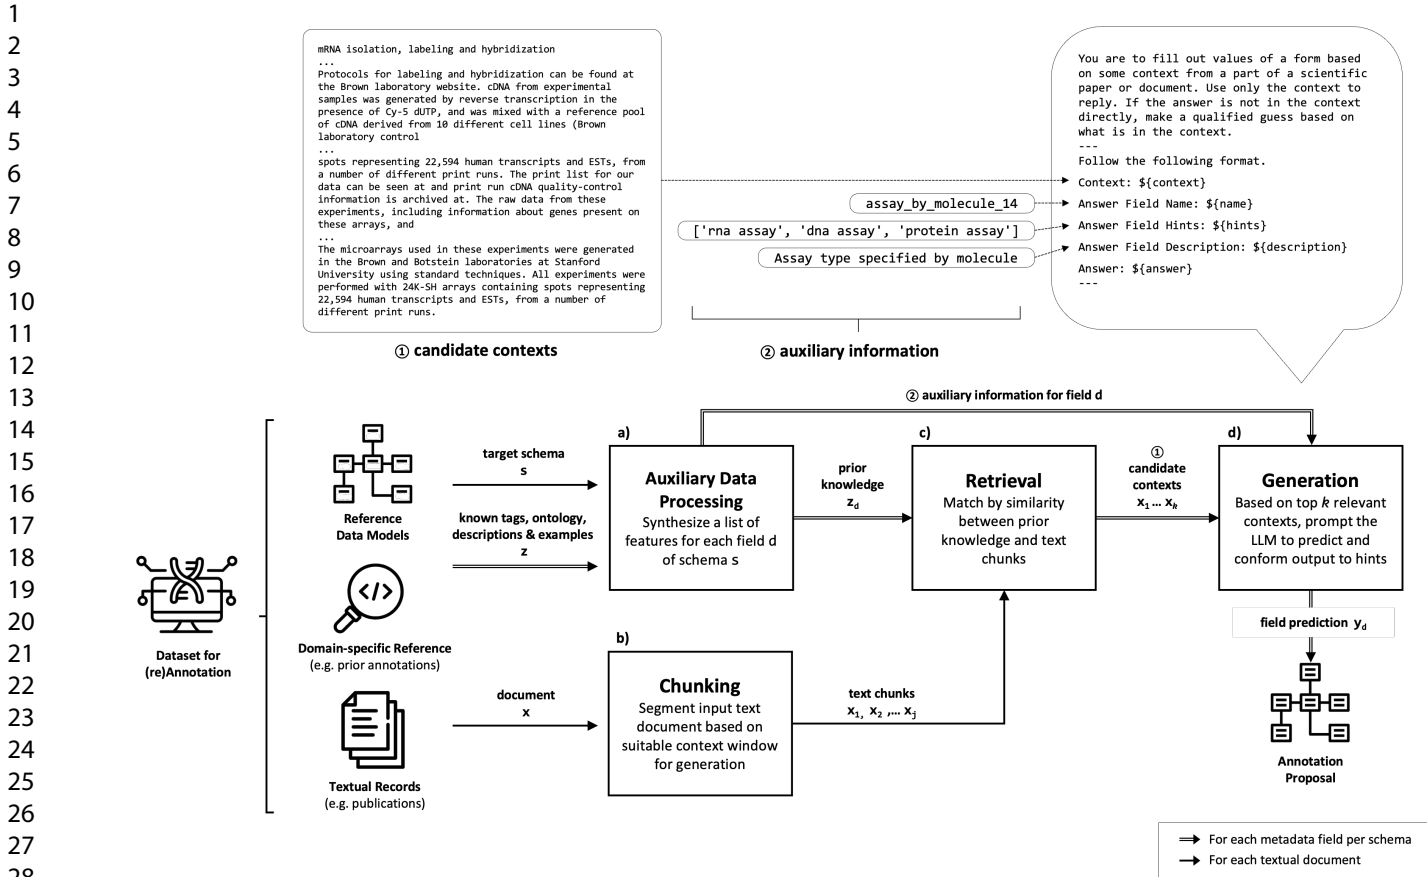 1
2
3
4
5
6
7
8
9
10
11
12
13
14
15
16
17
18
19
20
21
22
23
24
25
26
27
28
mRNA isolation, labeling and hybridization
...
Protocols for labeling and hybridization can be found at
the Brown laboratory website. cDNA from experimental
samples was generated by reverse transcription in the
presence of Cy-5 dUTP, and was mixed with a reference pool
of cDNA derived from 10 different cell lines (Brown
laboratory control
...
spots representing 22,594 human transcripts and ESTs, from
a number of different print runs. The print list for our
data can be seen at and print run cDNA quality-control
information is archived at. The raw data from these
experiments, including information about genes present on
these arrays, and
...
The microarrays used in these experiments were generated
in the Brown and Botstein laboratories at Stanford
University using standard techniques. All experiments were
performed with 24K-SH arrays containing spots representing
22,594 human transcripts and ESTs, from a number of
different print runs.
① candidate contexts
assay_by_molecule_14
['rna assay', 'dna assay', 'protein assay']
Assay type specified by molecule
② auxiliary information
You are to fill out values of a form based
on some context from a part of a scientific
paper or document. Use only the context to
reply. If the answer is not in the context
directly, make a qualified guess based on
what is in the context.
---
Follow the following format.
Context: ${context}
Answer Field Name: ${name}
Answer Field Hints: ${hints}
Answer Field Description: ${description}
Answer: ${answer}
---
② auxiliary information for field d
Dataset for
(re)Annotation
Reference
Data Models
Domain-specific Reference
(e.g. prior annotations)
Textual Records
(e.g. publications)
target schema
s
known tags, ontology,
descriptions & examples
z
document
x
a)
Auxiliary Data
Processing
Synthesize a list of
features for each field d
of schema s
b)
Chunking
Segment input text
document based on
suitable context window
for generation
prior
knowledge
z_d
text chunks
x_1, x_2 ,... x_j
c)
Retrieval
Match by similarity
between prior
knowledge and text
chunks
①
candidate
contexts
x_1 ... x_k
d)
Generation
Based on top k relevant
contexts, prompt the
LLM to predict and
conform output to hints
field prediction y_d
Annotation
Proposal
For each metadata field per schema
For each textual document